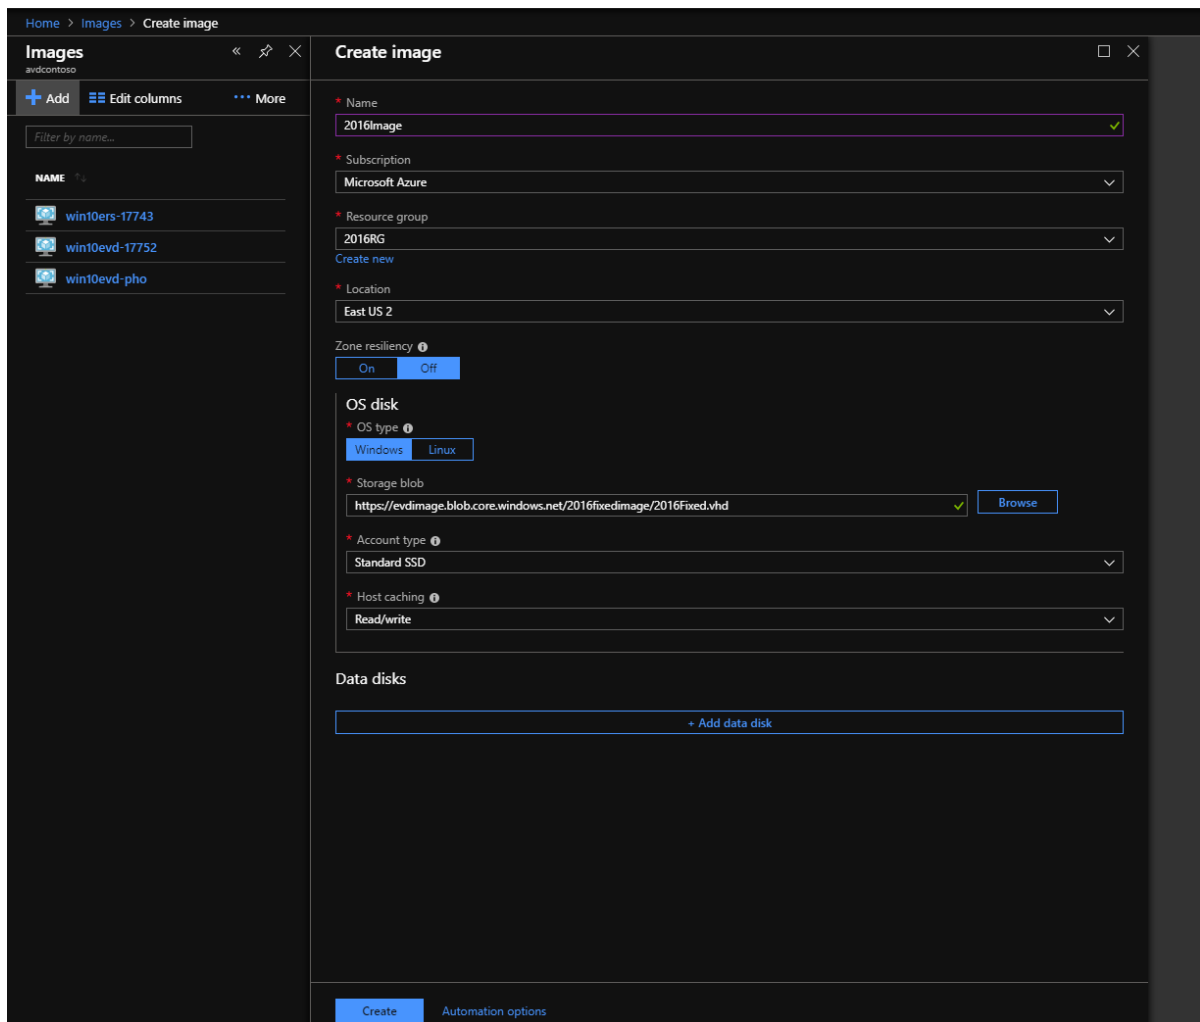 Home > Images > Create image
Images
avdcontoso
Add Edit columns ••• More
Filter by name...
NAME
win10ers-17743
win10evd-17752
win10evd-pho
Create image
* Name
2016Image
* Subscription
Microsoft Azure
* Resource group
2016RG
Create new
* Location
East US 2
Zone resiliency
On Off
OS disk
* OS type
Windows Linux
* Storage blob
https://evdimage.blob.core.windows.net/2016fixedimage/2016Fixed.vhd
Browse
* Account type
Standard SSD
* Host caching
Read/write
Data disks
+ Add data disk
Create Automation options